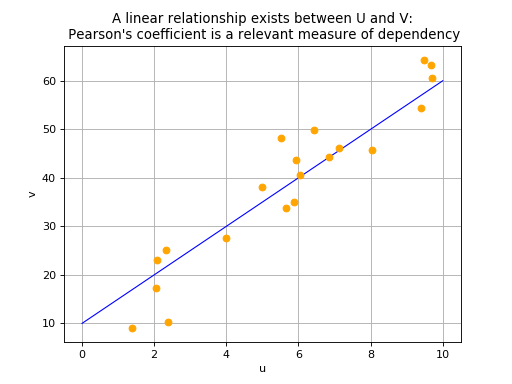 A linear relationship exists between U and V:
Pearson's coefficient is a relevant measure of dependency
60
50
40
30
20
10
v
0 2 4 6 8 10
u